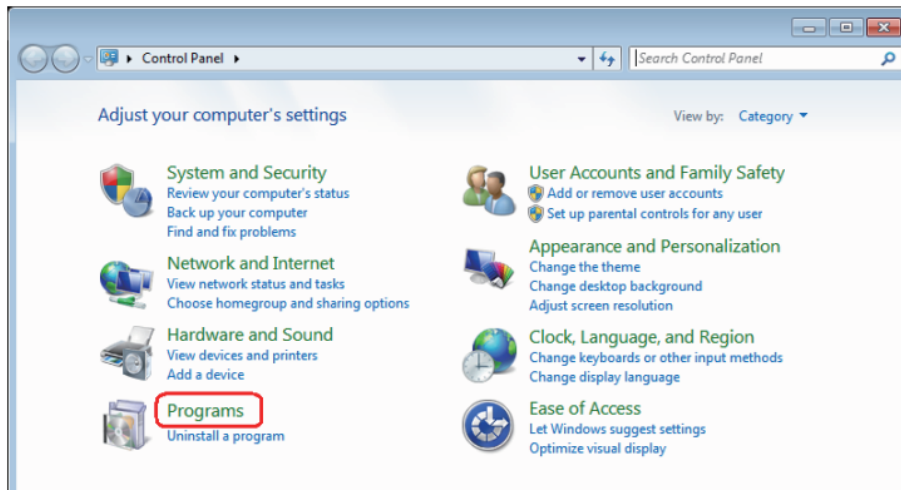 Control Panel
Search Control Panel
Adjust your computer's settings
View by: Category
System and Security
Review your computer's status
Back up your computer
Find and fix problems
Network and Internet
View network status and tasks
Choose homegroup and sharing options
Hardware and Sound
View devices and printers
Add a device
Programs
Uninstall a program
User Accounts and Family Safety
Add or remove user accounts
Set up parental controls for any user
Appearance and Personalization
Change the theme
Change desktop background
Adjust screen resolution
Clock, Language, and Region
Change keyboards or other input methods
Change display language
Ease of Access
Let Windows suggest settings
Optimize visual display